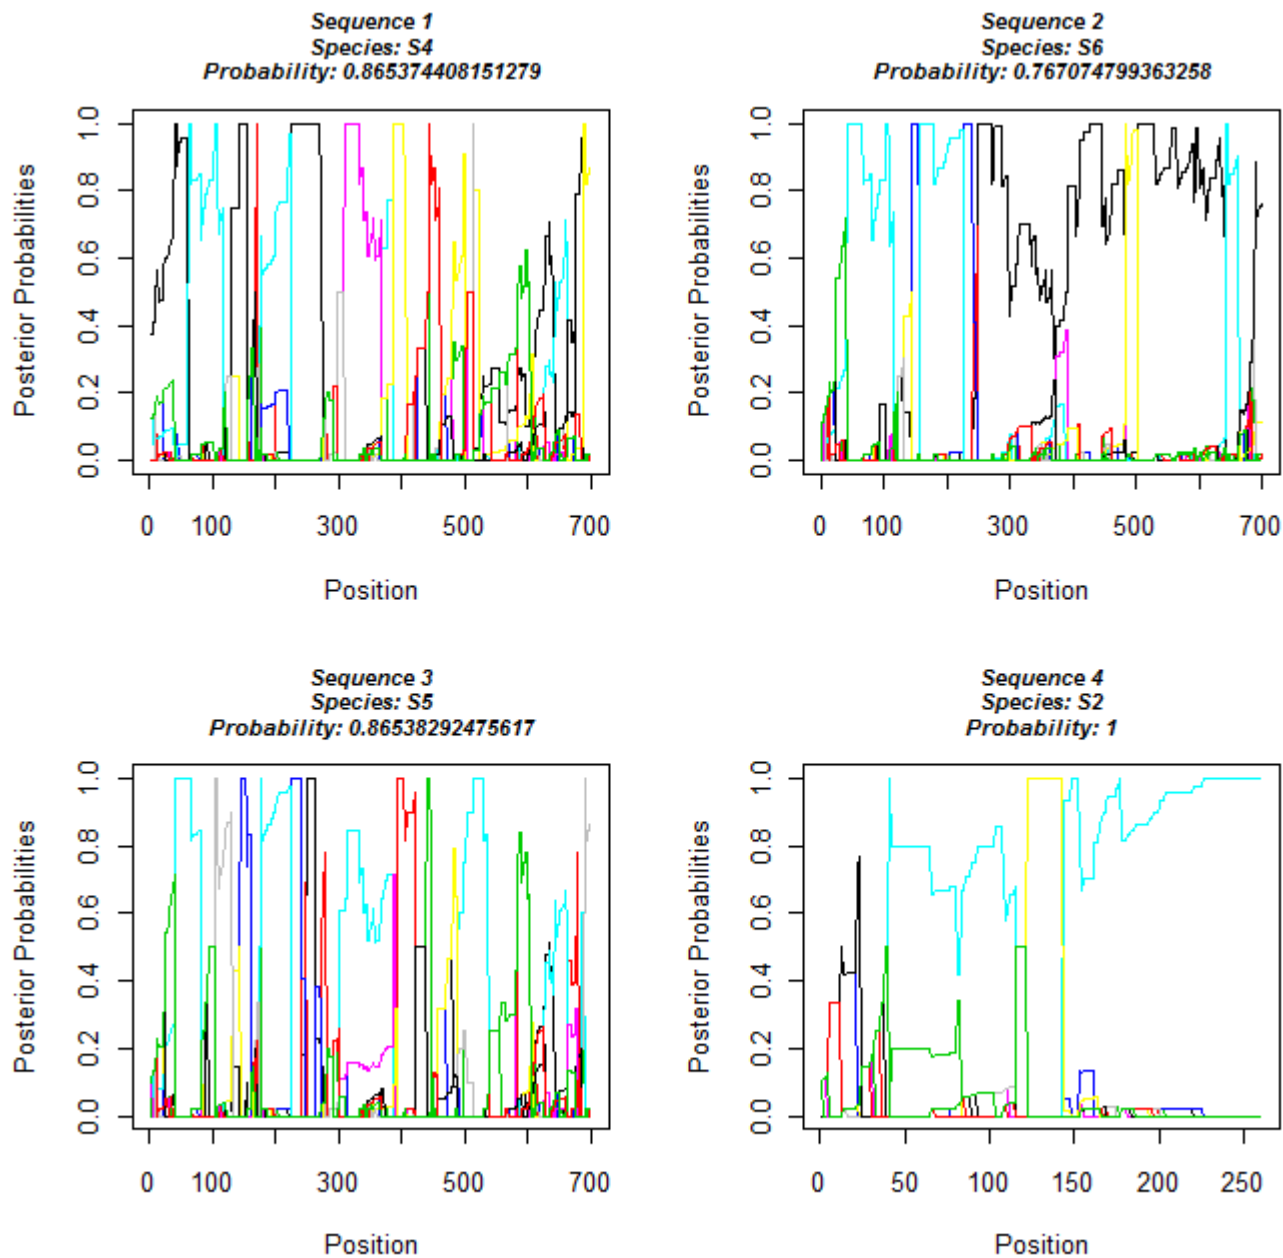 Sequence 1
Species: S4
Probability: 0.865374408151279
Posterior Probabilities
1.0
0.8
0.6
0.4
0.2
0.0
0 100 300 500 700
Position
Sequence 2
Species: S6
Probability: 0.767074799363258
Posterior Probabilities
1.0
0.8
0.6
0.4
0.2
0.0
0 100 300 500 700
Position
Sequence 3
Species: S5
Probability: 0.86538292475617
Posterior Probabilities
1.0
0.8
0.6
0.4
0.2
0.0
0 100 300 500 700
Position
Sequence 4
Species: S2
Probability: 1
Posterior Probabilities
1.0
0.8
0.6
0.4
0.2
0.0
0 50 100 150 200 250
Position